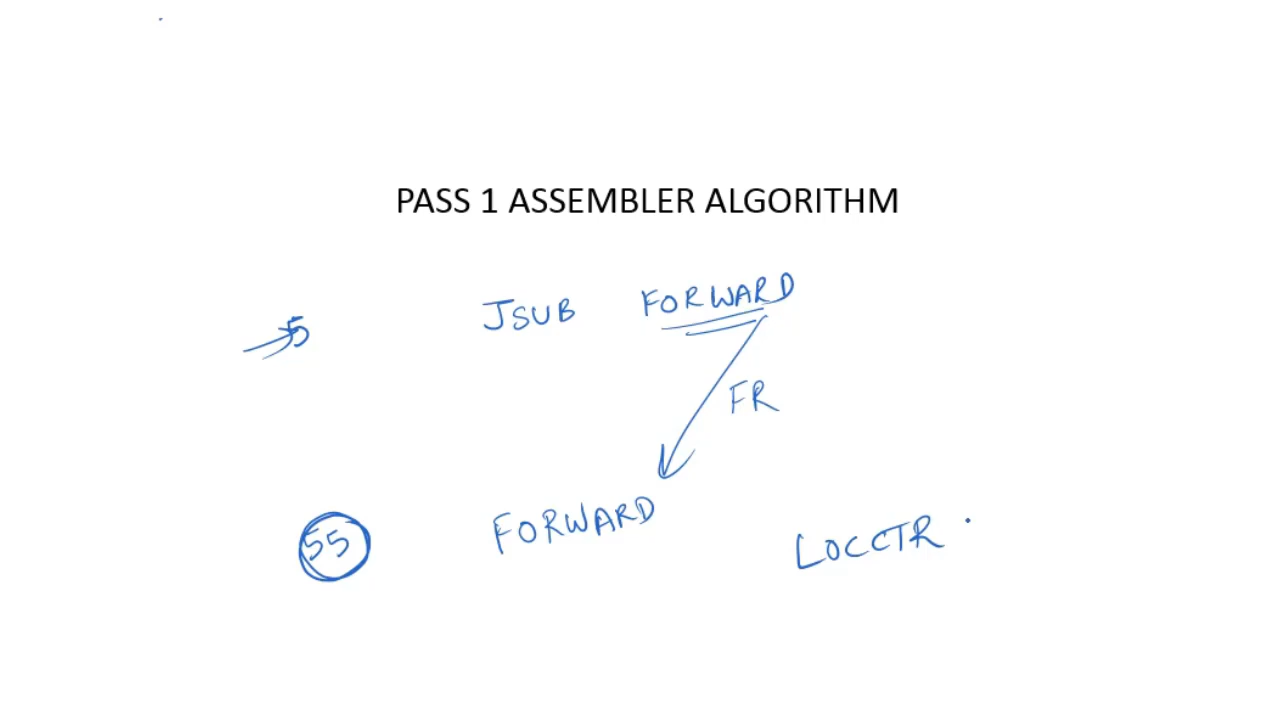 PASS 1 ASSEMBLER ALGORITHM
5 JSUB FORWARD
FR
55 FORWARD LOCCTR